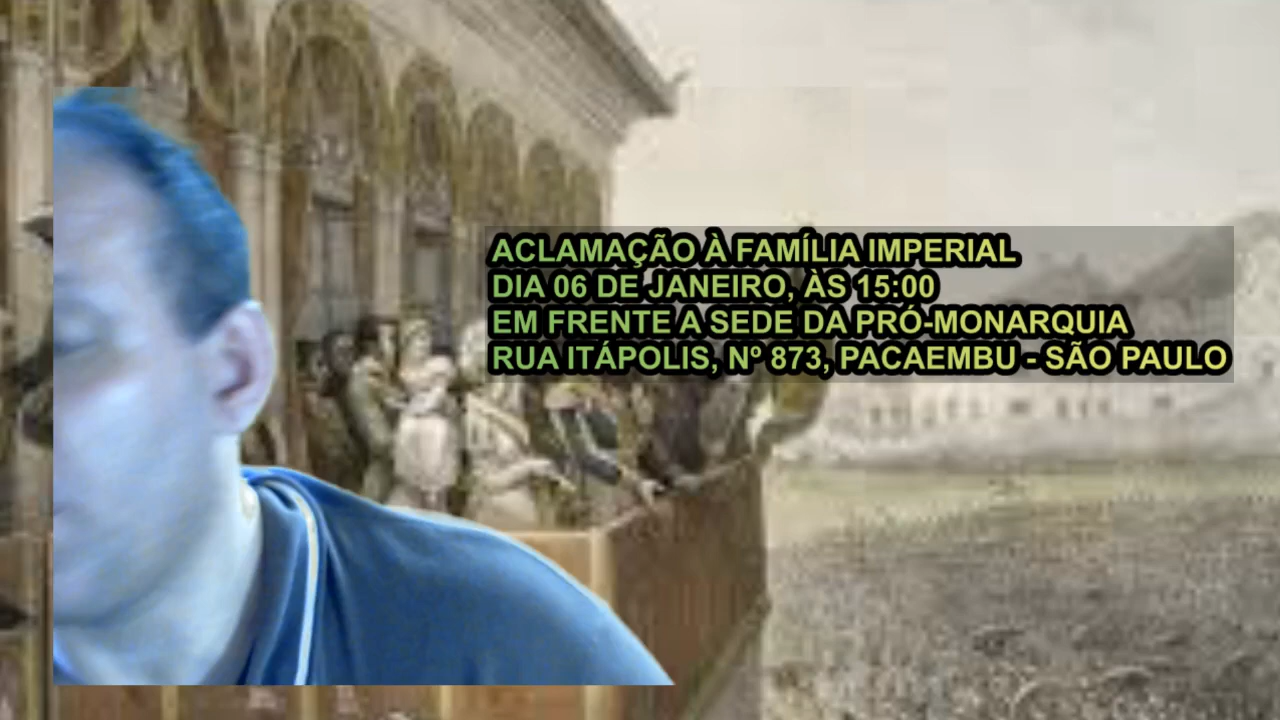 ACLAMAÇÃO À FAMÍLIA IMPERIAL
DIA 06 DE JANEIRO, ÀS 15:00
EM FRENTE A SEDE DA PRÓ-MONARQUIA
RUA ITÁPOLIS, Nº 873, PACAEMBU - SÃO PAULO